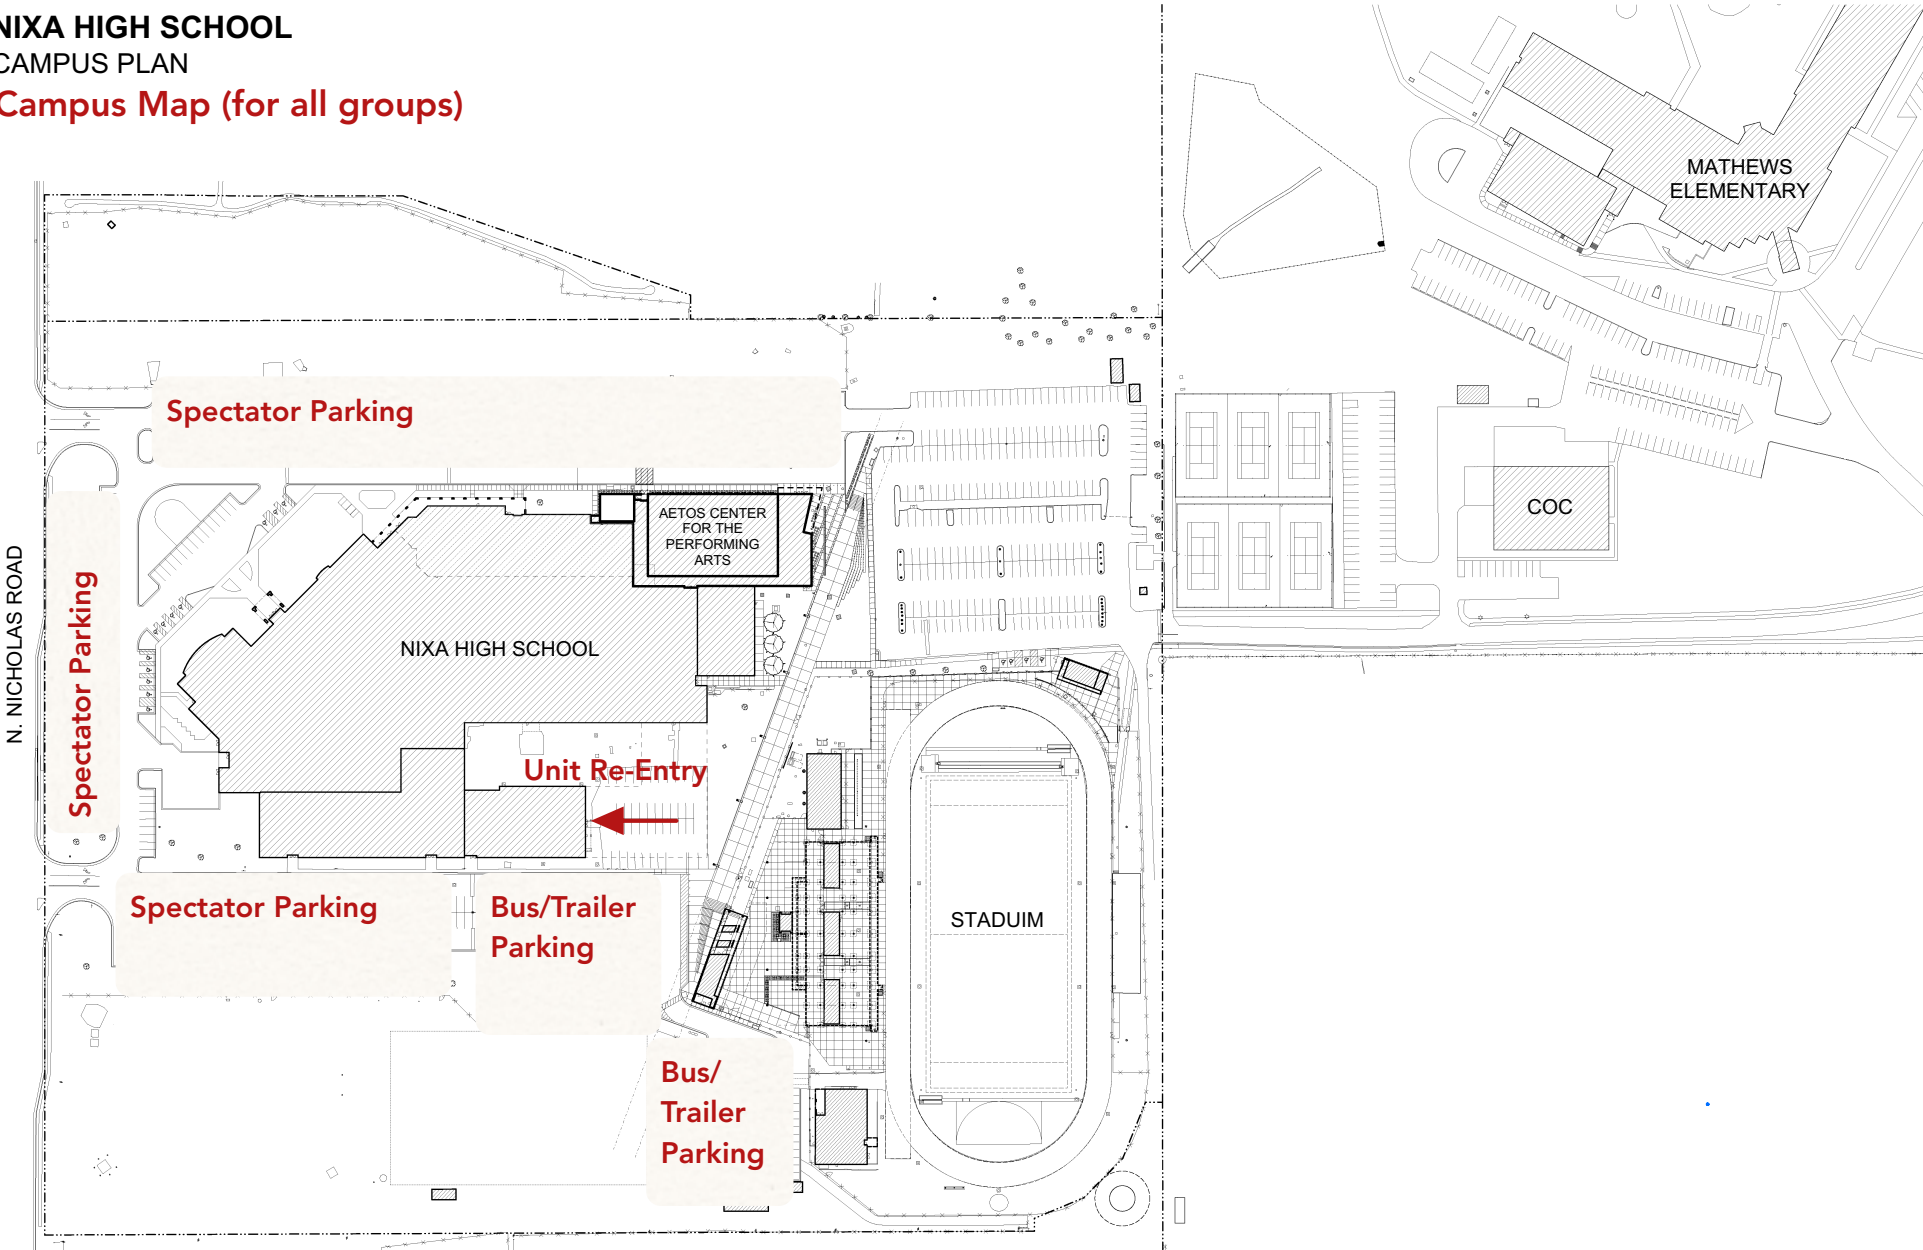 NIXA HIGH SCHOOL
CAMPUS PLAN
Campus Map (for all groups)
MATHEWS
ELEMENTARY
Spectator Parking
AETOS CENTER
FOR THE
PERFORMING
ARTS
COC
N. NICHOLAS ROAD
Spectator Parking
NIXA HIGH SCHOOL
Unit Re-Entry
Spectator Parking
Bus/Trailer
Parking
STADUIM
Bus/
Trailer
Parking